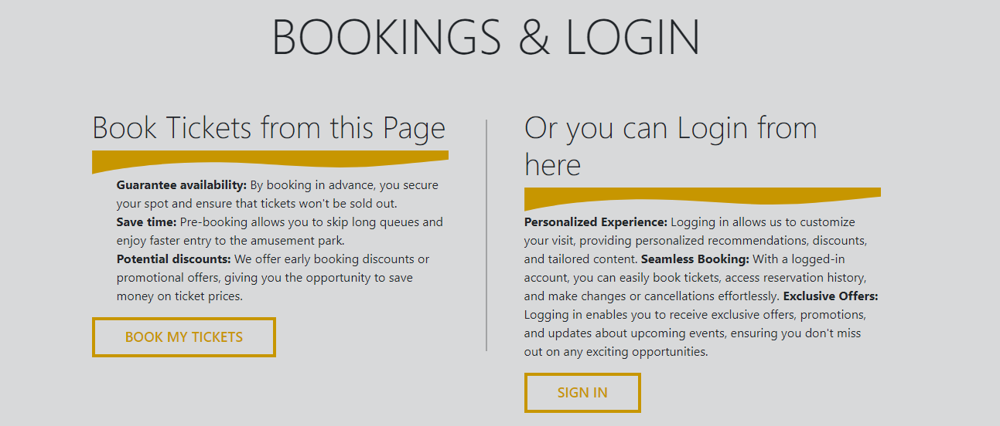 BOOKINGS & LOGIN
Book Tickets from this Page
Guarantee availability: By booking in advance, you secure
your spot and ensure that tickets won't be sold out.
Save time: Pre-booking allows you to skip long queues and
enjoy faster entry to the amusement park.
Potential discounts: We offer early booking discounts or
promotional offers, giving you the opportunity to save
money on ticket prices.
BOOK MY TICKETS
Or you can Login from
here
Personalized Experience: Logging in allows us to customize
your visit, providing personalized recommendations, discounts,
and tailored content. Seamless Booking: With a logged-in
account, you can easily book tickets, access reservation history,
and make changes or cancellations effortlessly. Exclusive Offers:
Logging in enables you to receive exclusive offers, promotions,
and updates about upcoming events, ensuring you don't miss
out on any exciting opportunities.
SIGN IN